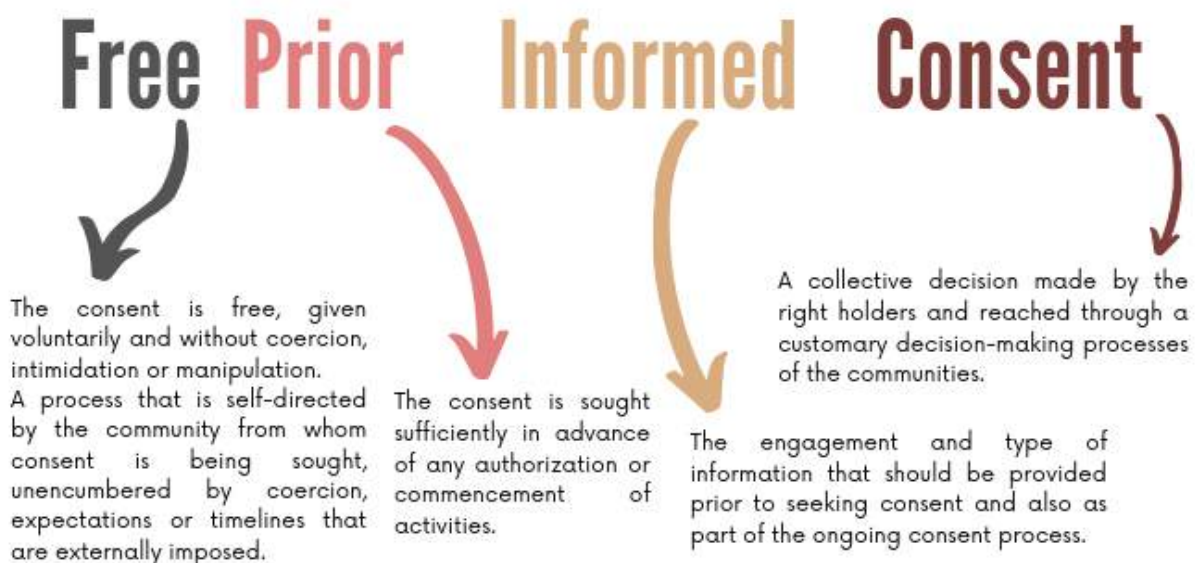 Free Prior Informed Consent
The consent is free, given
voluntarily and without coercion,
intimidation or manipulation.
A process that is self-directed
by the community from whom
consent is being sought,
unencumbered by coercion,
expectations or timelines that
are externally imposed.
The consent is sought
sufficiently in advance
of any authorization or
commencement of
activities.
The engagement and type of
information that should be provided
prior to seeking consent and also as
part of the ongoing consent process.
A collective decision made by the
right holders and reached through a
customary decision-making processes
of the communities.